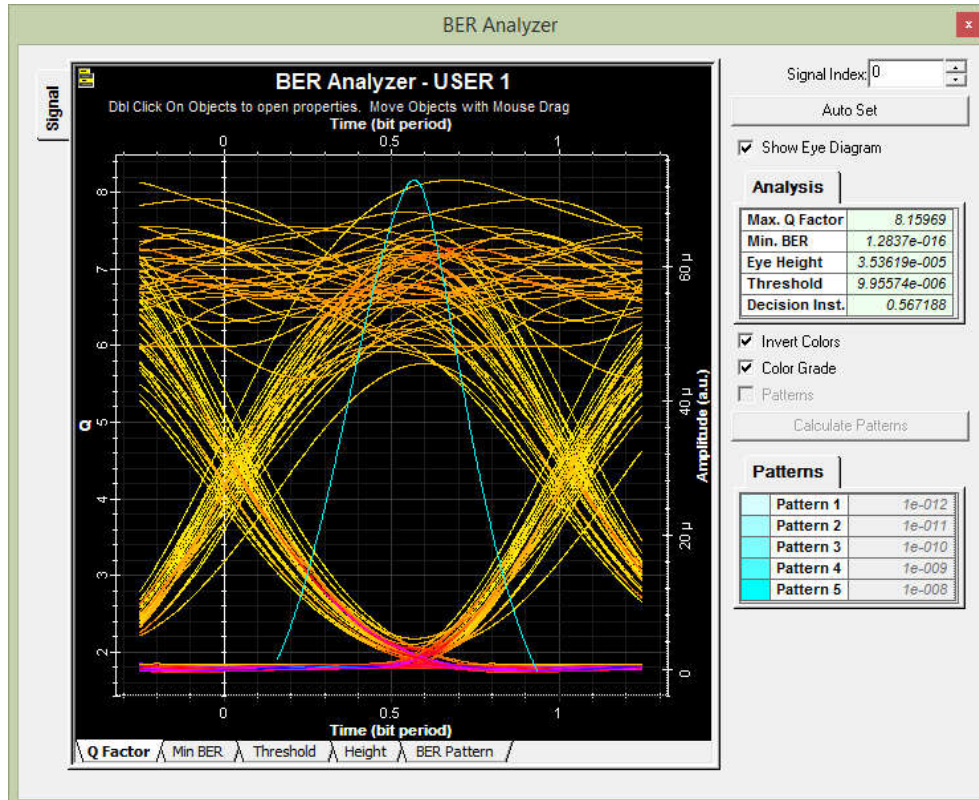 BER Analyzer
x
Signal
BER Analyzer - USER 1
Dbl Click On Objects to open properties. Move Objects with Mouse Drag
Time (bit period)
0 0.5 1
Q
8
7
6
5
4
3
2
60 µ
40 µ
20 µ
0
Amplitude (a.u.)
0 0.5 1
Time (bit period)
Q Factor Min BER Threshold Height BER Pattern
Signal Index: 0
Auto Set
Show Eye Diagram
Analysis
Max. Q Factor 8.15969
Min. BER 1.2837e-016
Eye Height 3.53619e-005
Threshold 9.95574e-006
Decision Inst. 0.567188
Invert Colors
Color Grade
Patterns
Calculate Patterns
Patterns
Pattern 1 1e-012
Pattern 2 1e-011
Pattern 3 1e-010
Pattern 4 1e-009
Pattern 5 1e-008